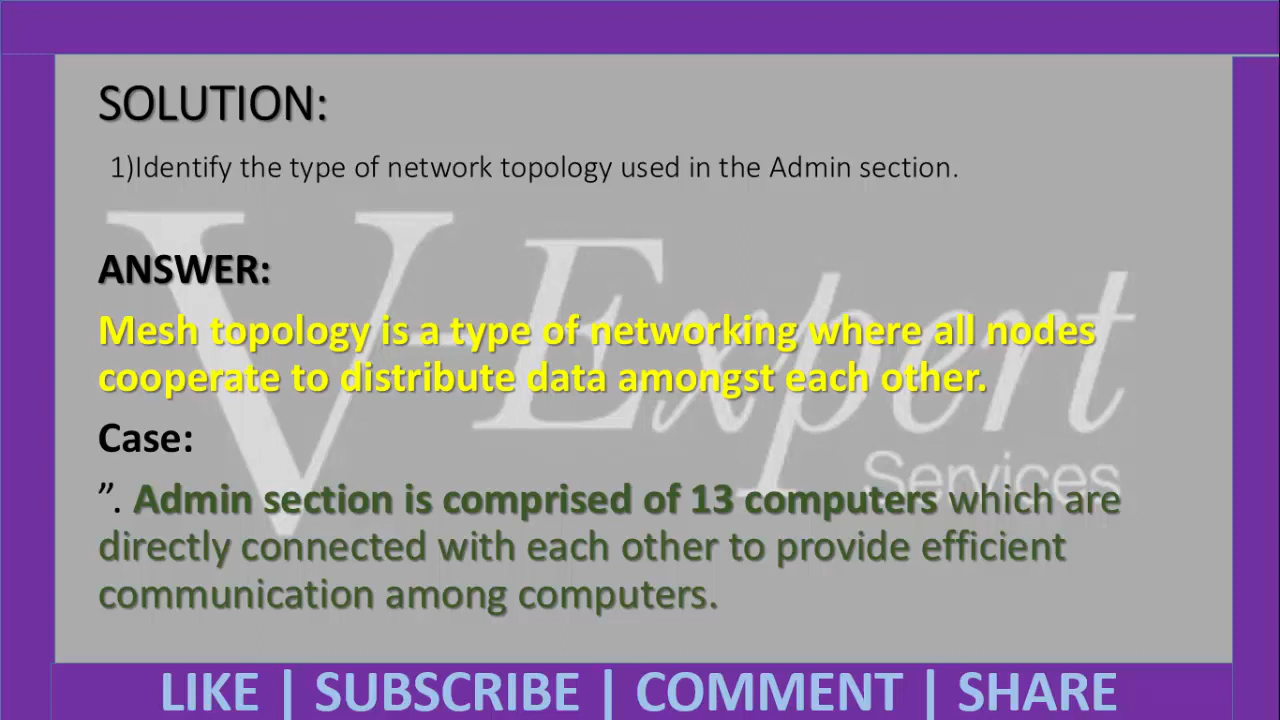 SOLUTION:
1)Identify the type of network topology used in the Admin section.
V-Expert
ANSWER:
Mesh topology is a type of networking where all nodes
cooperate to distribute data amongst each other.
Case:
Services
”. Admin section is comprised of 13 computers which are
directly connected with each other to provide efficient
communication among computers.
LIKE | SUBSCRIBE | COMMENT | SHARE